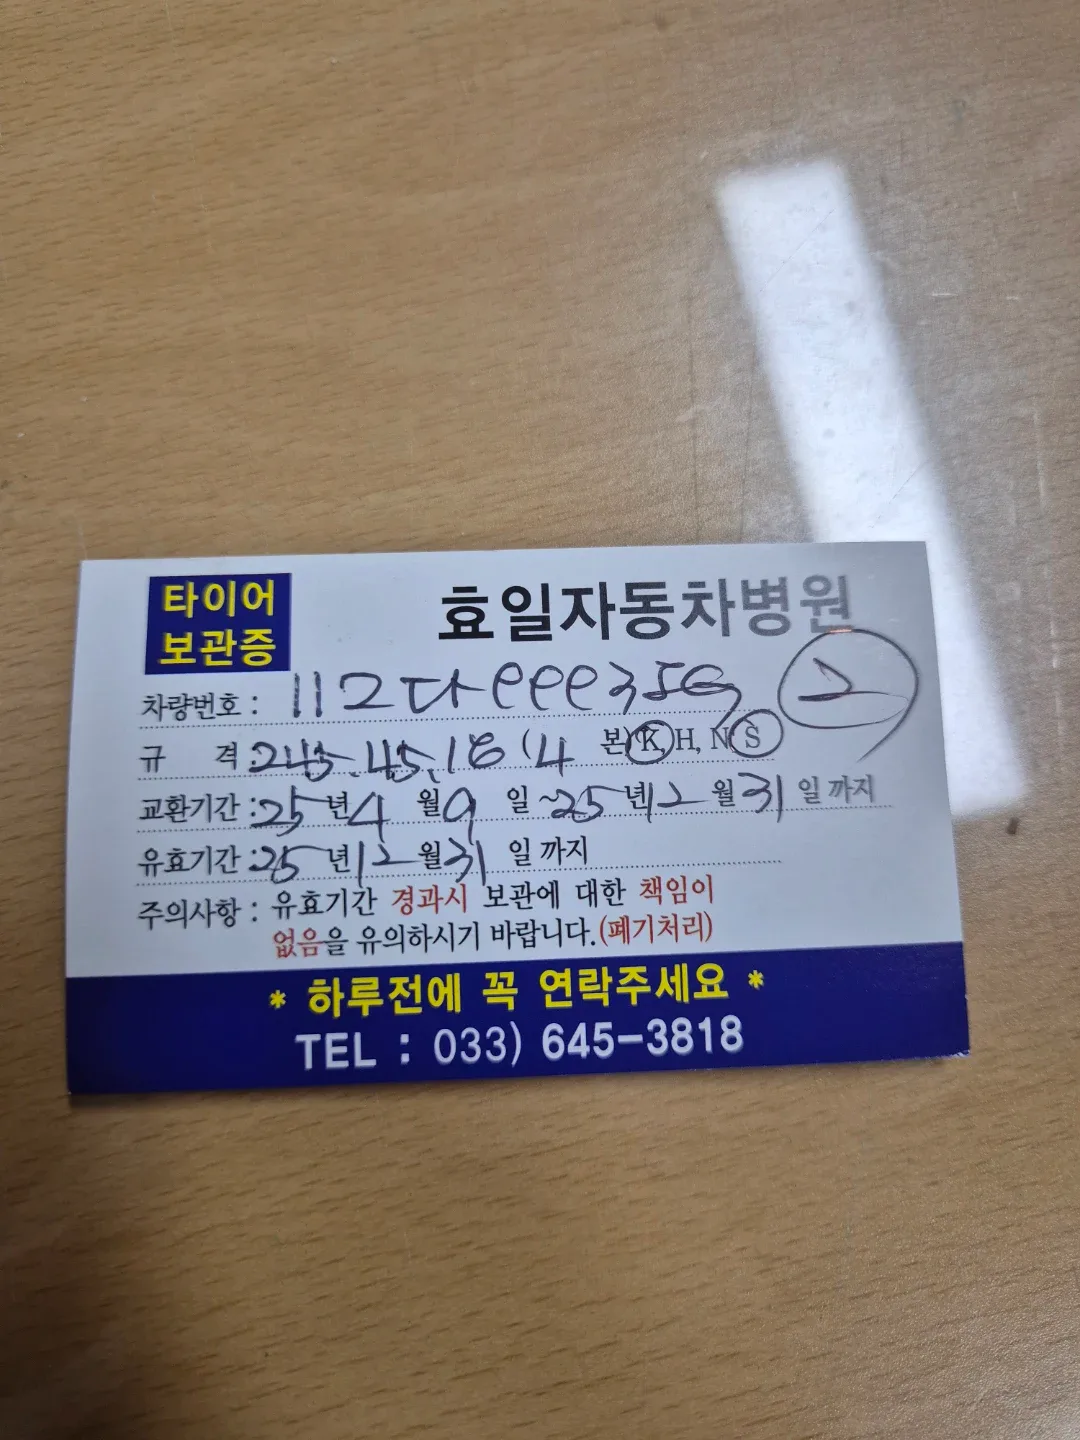 타이어
보관증
효일자동차병원
차량번호 : 112다
2
규 격 : 245.45.18 (4 본) K, H, N, S
교환기간 : 25 년 4 월 9 일 ~ 25 년 12 월 31 일 까지
유효기간 : 25 년 12 월 31 일 까지
주의사항 : 유효기간 경과시 보관에 대한 책임이
없음을 유의하시기 바랍니다.(폐기처리)
* 하루전에 꼭 연락주세요 *
TEL : 033) 645-3818